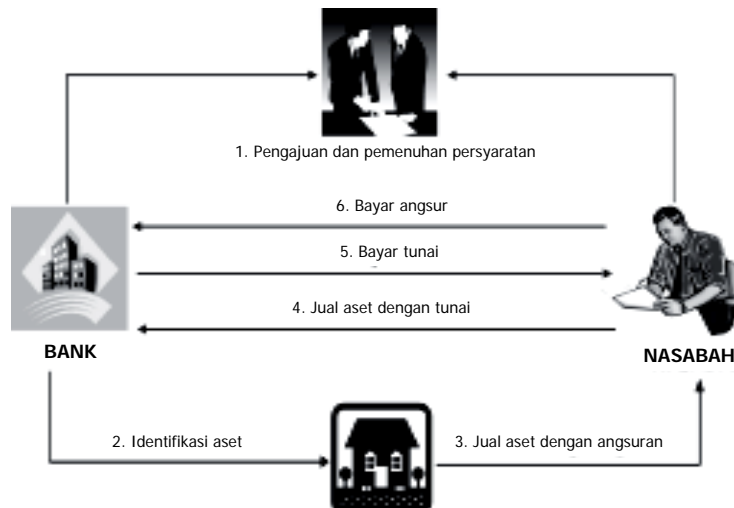 1. Pengajuan dan pemenuhan persyaratan
6. Bayar angsur
5. Bayar tunai
4. Jual aset dengan tunai
BANK
NASABAH
2. Identifikasi aset
3. Jual aset dengan angsuran